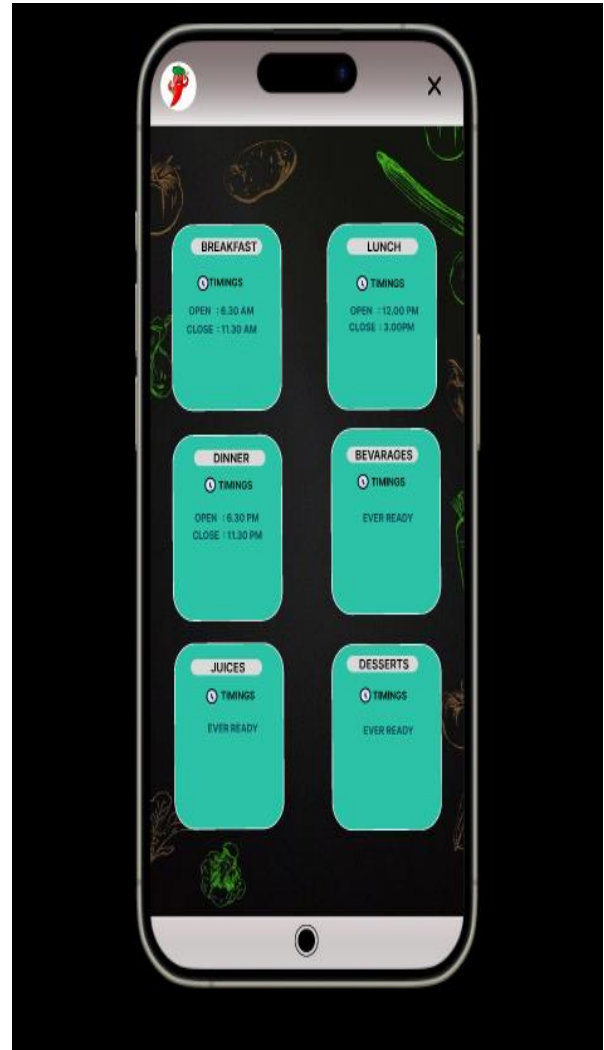 BREAKFAST
TIMINGS
OPEN : 6.30 AM
CLOSE : 11.30 AM
LUNCH
TIMINGS
OPEN : 12.00 PM
CLOSE : 3.00PM
DINNER
TIMINGS
OPEN : 6.30 PM
CLOSE : 11.30 PM
BEVARAGES
TIMINGS
EVER READY
JUICES
TIMINGS
EVER READY
DESSERTS
TIMINGS
EVER READY